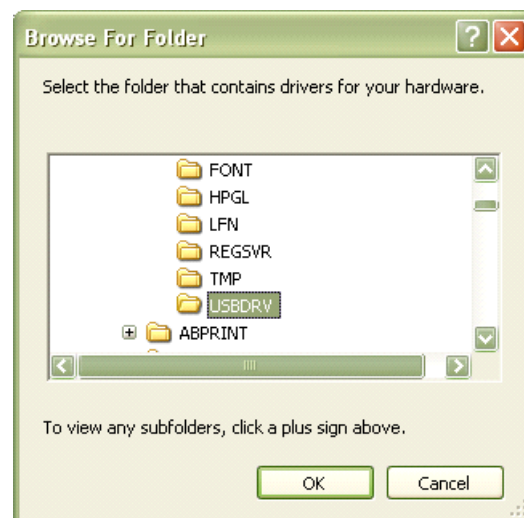 Browse For Folder
Select the folder that contains drivers for your hardware.
FONT
HPGL
LFN
REGSVR
TMP
USBDRV
ABPRINT
To view any subfolders, click a plus sign above.
OK Cancel